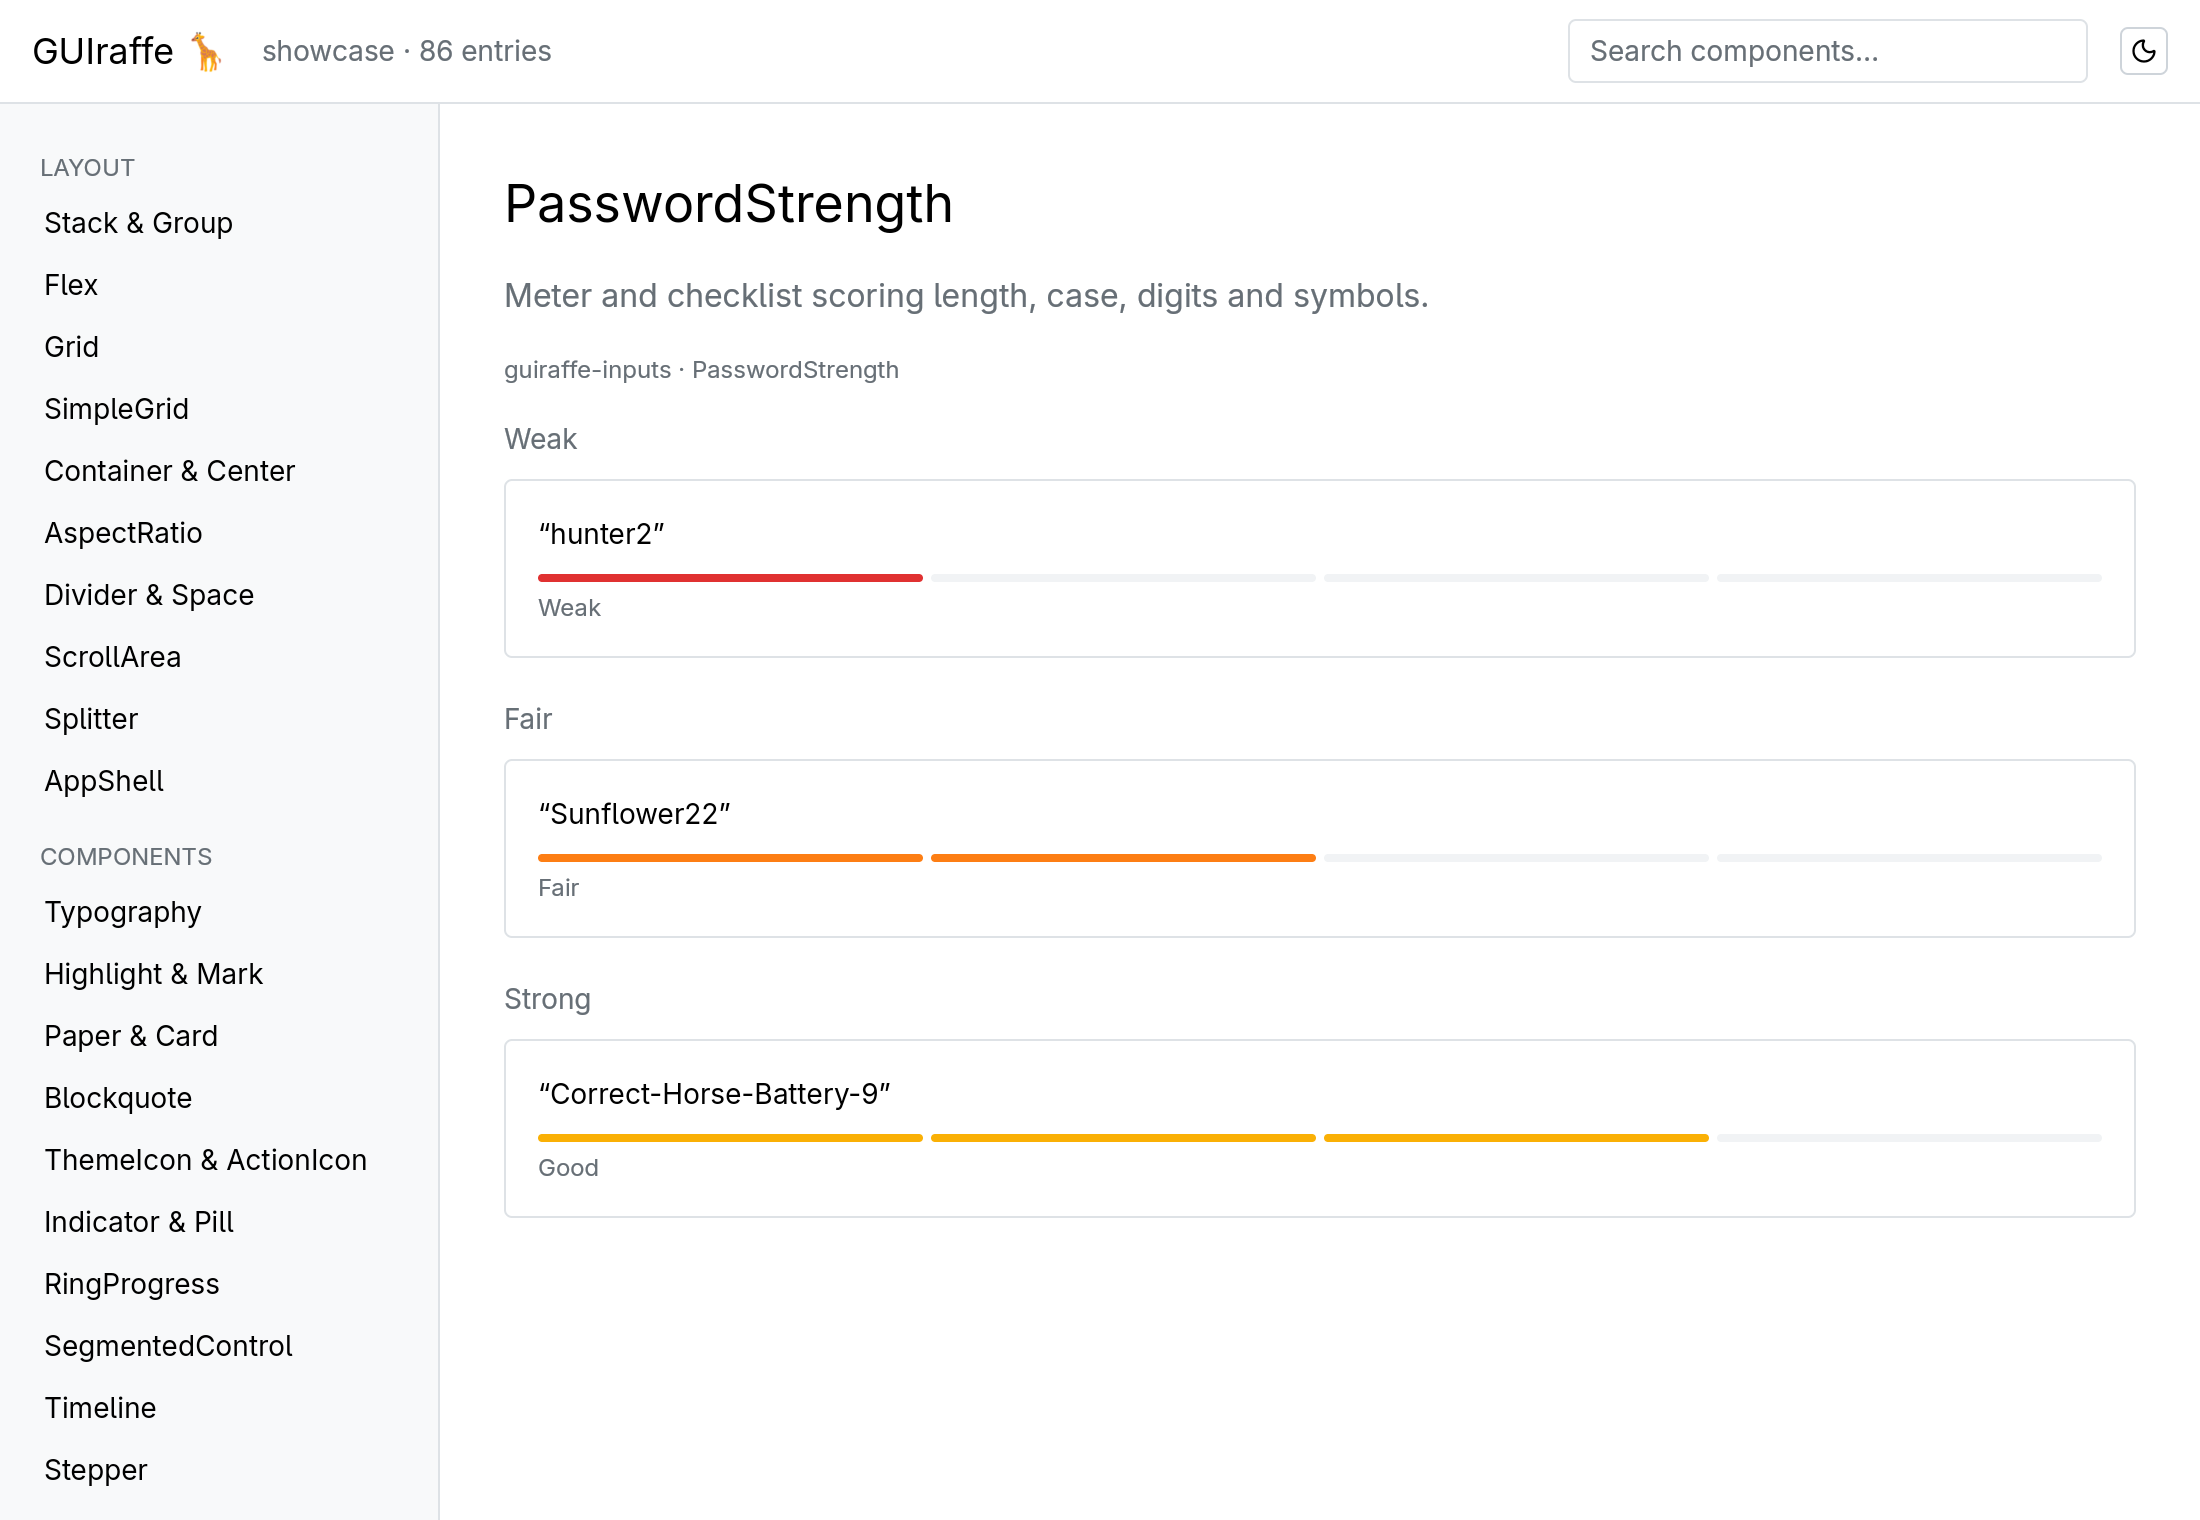 GUIraffe 🦒 showcase · 86 entries
Search components...
LAYOUT
Stack & Group
Flex
Grid
SimpleGrid
Container & Center
AspectRatio
Divider & Space
ScrollArea
Splitter
AppShell
COMPONENTS
Typography
Highlight & Mark
Paper & Card
Blockquote
ThemeIcon & ActionIcon
Indicator & Pill
RingProgress
SegmentedControl
Timeline
Stepper
PasswordStrength
Meter and checklist scoring length, case, digits and symbols.
guiraffe-inputs · PasswordStrength
Weak
“hunter2”
Weak
Fair
“Sunflower22”
Fair
Strong
“Correct-Horse-Battery-9”
Good